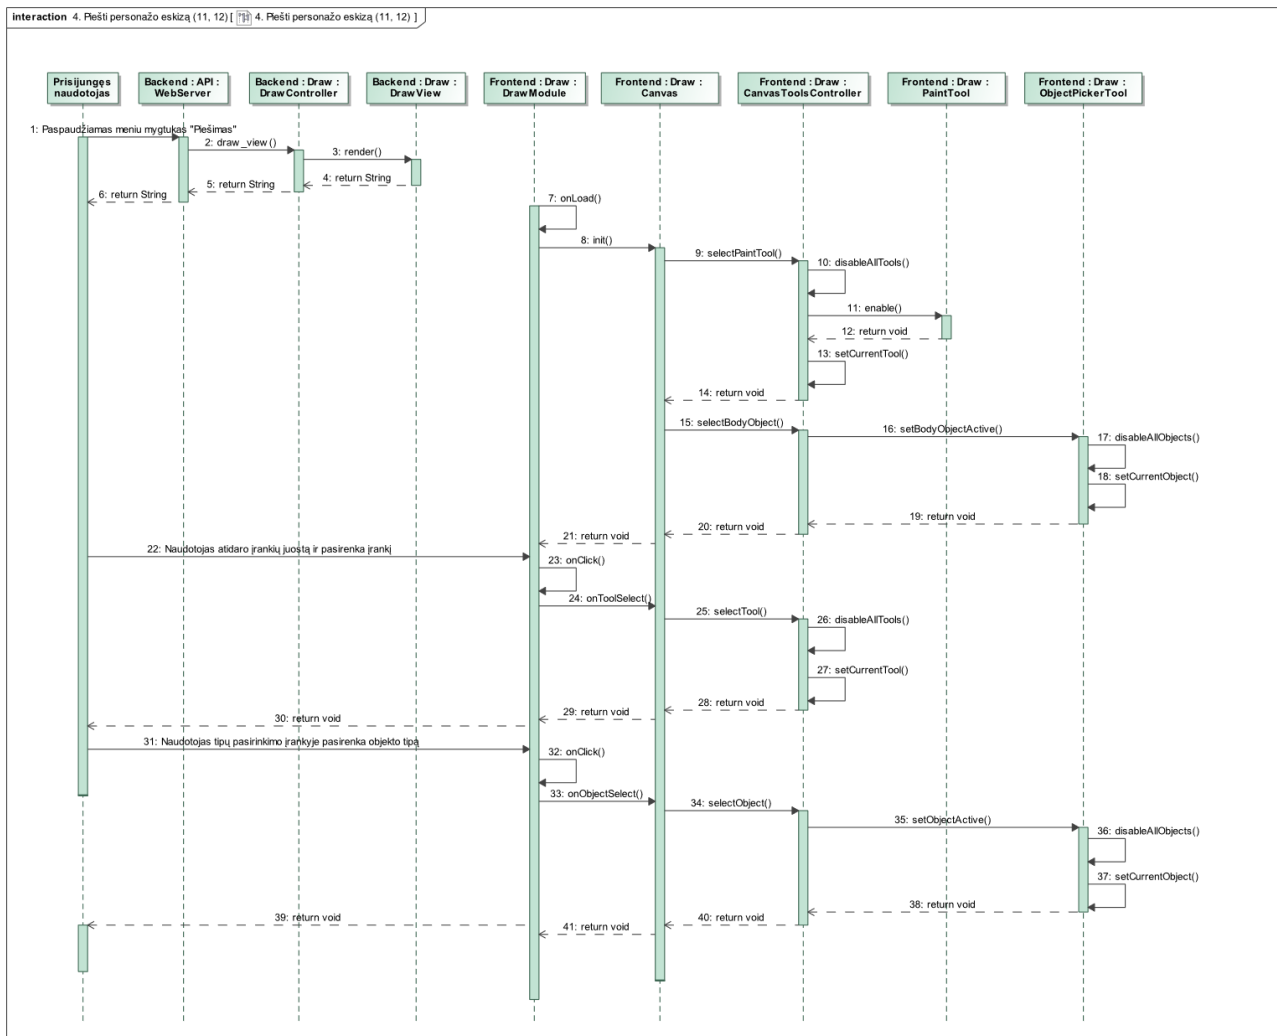 interaction 4. Piešti personažo eskizą (11, 12) [ 4. Piešti personažo eskizą (11, 12) ]
Prisijungęs
naudotojas
Backend : API :
WebServer
Backend : Draw :
DrawController
Backend : Draw :
DrawView
Frontend : Draw :
DrawModule
Frontend : Draw :
Canvas
Frontend : Draw :
CanvasToolsController
Frontend : Draw :
PaintTool
Frontend : Draw :
ObjectPickerTool
1: Paspaudžiamas meniu mygtukas "Piešimas"
2: draw_view()
3: render()
4: return String
5: return String
6: return String
7: onLoad()
8: init()
9: selectPaintTool()
10: disableAllTools()
11: enable()
12: return void
13: setCurrentTool()
14: return void
15: selectBodyObject()
16: setBodyObjectActive()
17: disableAllObjects()
18: setCurrentObject()
19: return void
20: return void
21: return void
22: Naudotojas atidaro įrankių juostą ir pasirenka įrankį
23: onClick()
24: onToolSelect()
25: selectTool()
26: disableAllTools()
27: setCurrentTool()
28: return void
29: return void
30: return void
31: Naudotojas tipų pasirinkimo įrankyje pasirenka objekto tipą
32: onClick()
33: onObjectSelect()
34: selectObject()
35: setObjectActive()
36: disableAllObjects()
37: setCurrentObject()
38: return void
39: return void
40: return void
41: return void